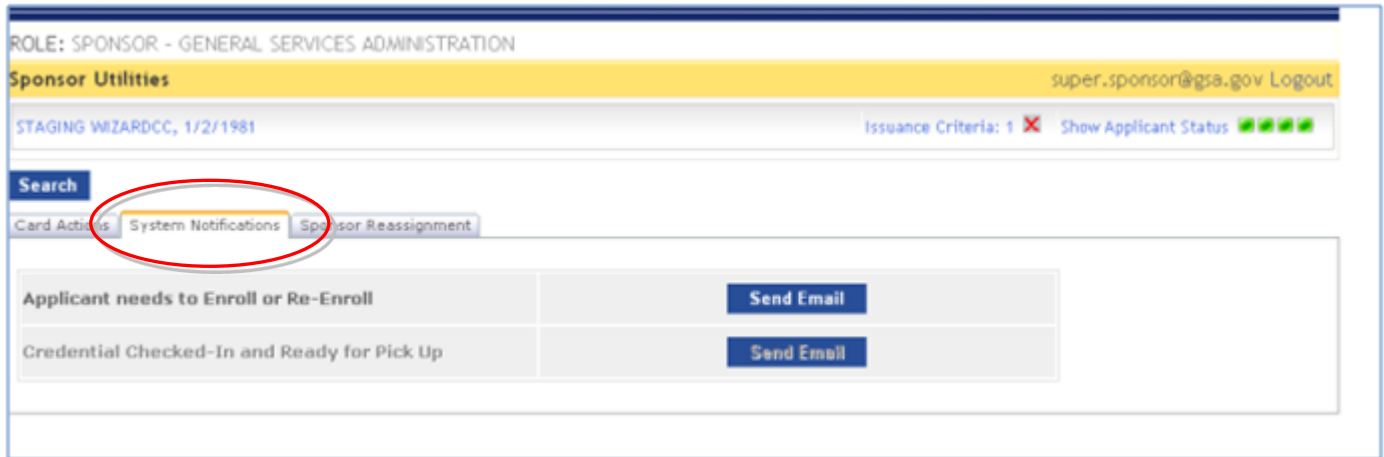 ROLE: SPONSOR - GENERAL SERVICES ADMINISTRATION
Sponsor Utilities super.sponsor@gsa.gov Logout
STAGING WIZARDCC, 1/2/1981 Issuance Criteria: 1 Show Applicant Status
Search
Card Actions System Notifications Sponsor Reassignment
Applicant needs to Enroll or Re-Enroll Send Email
Credential Checked-In and Ready for Pick Up Send Email